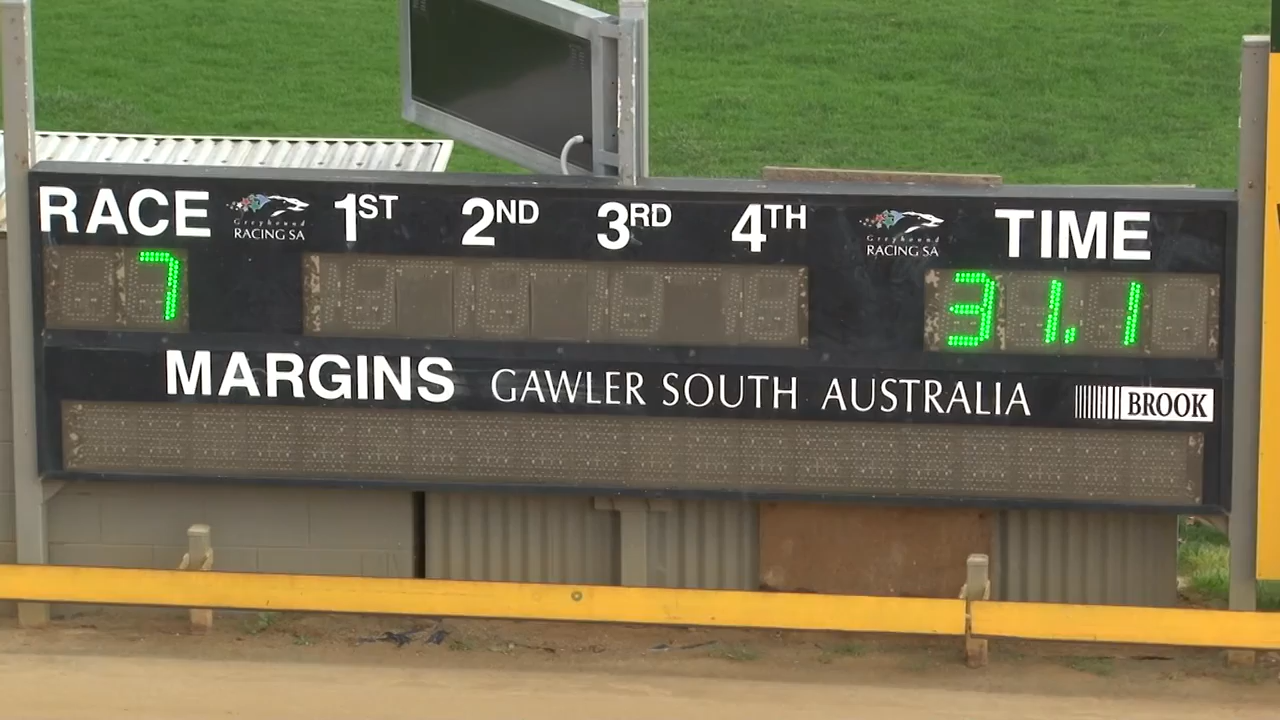 RACE Greyhound RACING SA 1ST 2ND 3RD 4TH Greyhound RACING SA TIME
7 31.1
MARGINS GAWLER SOUTH AUSTRALIA BROOK